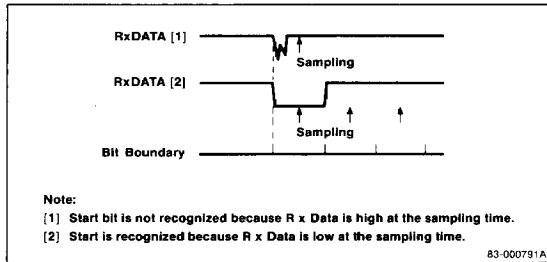 RxDATA [1]
Sampling
RxDATA [2]
Sampling
Bit Boundary
Note:
[1] Start bit is not recognized because R x Data is high at the sampling time.
[2] Start is recognized because R x Data is low at the sampling time.
83-000791A